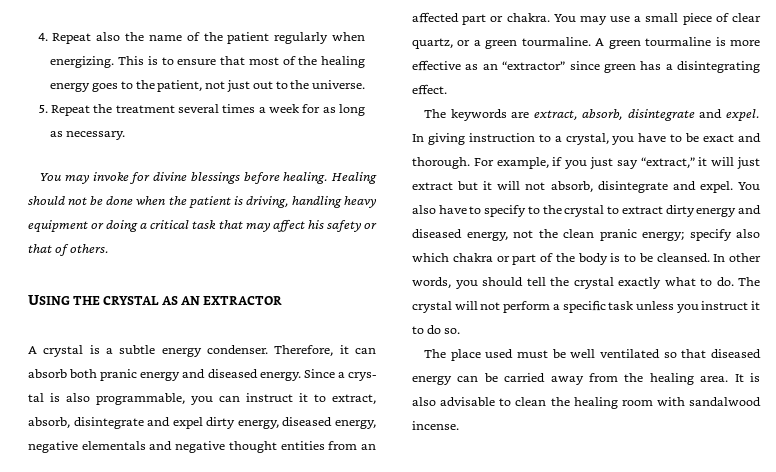 4. Repeat also the name of the patient regularly when
energizing. This is to ensure that most of the healing
energy goes to the patient, not just out to the universe.
5. Repeat the treatment several times a week for as long
as necessary.
You may invoke for divine blessings before healing. Healing
should not be done when the patient is driving, handling heavy
equipment or doing a critical task that may affect his safety or
that of others.
USING THE CRYSTAL AS AN EXTRACTOR
A crystal is a subtle energy condenser. Therefore, it can
absorb both pranic energy and diseased energy. Since a crys-
tal is also programmable, you can instruct it to extract,
absorb, disintegrate and expel dirty energy, diseased energy,
negative elementals and negative thought entities from an
affected part or chakra. You may use a small piece of clear
quartz, or a green tourmaline. A green tourmaline is more
effective as an “extractor” since green has a disintegrating
effect.
The keywords are extract, absorb, disintegrate and expel.
In giving instruction to a crystal, you have to be exact and
thorough. For example, if you just say “extract,” it will just
extract but it will not absorb, disintegrate and expel. You
also have to specify to the crystal to extract dirty energy and
diseased energy, not the clean pranic energy; specify also
which chakra or part of the body is to be cleansed. In other
words, you should tell the crystal exactly what to do. The
crystal will not perform a specific task unless you instruct it
to do so.
The place used must be well ventilated so that diseased
energy can be carried away from the healing area. It is
also advisable to clean the healing room with sandalwood
incense.